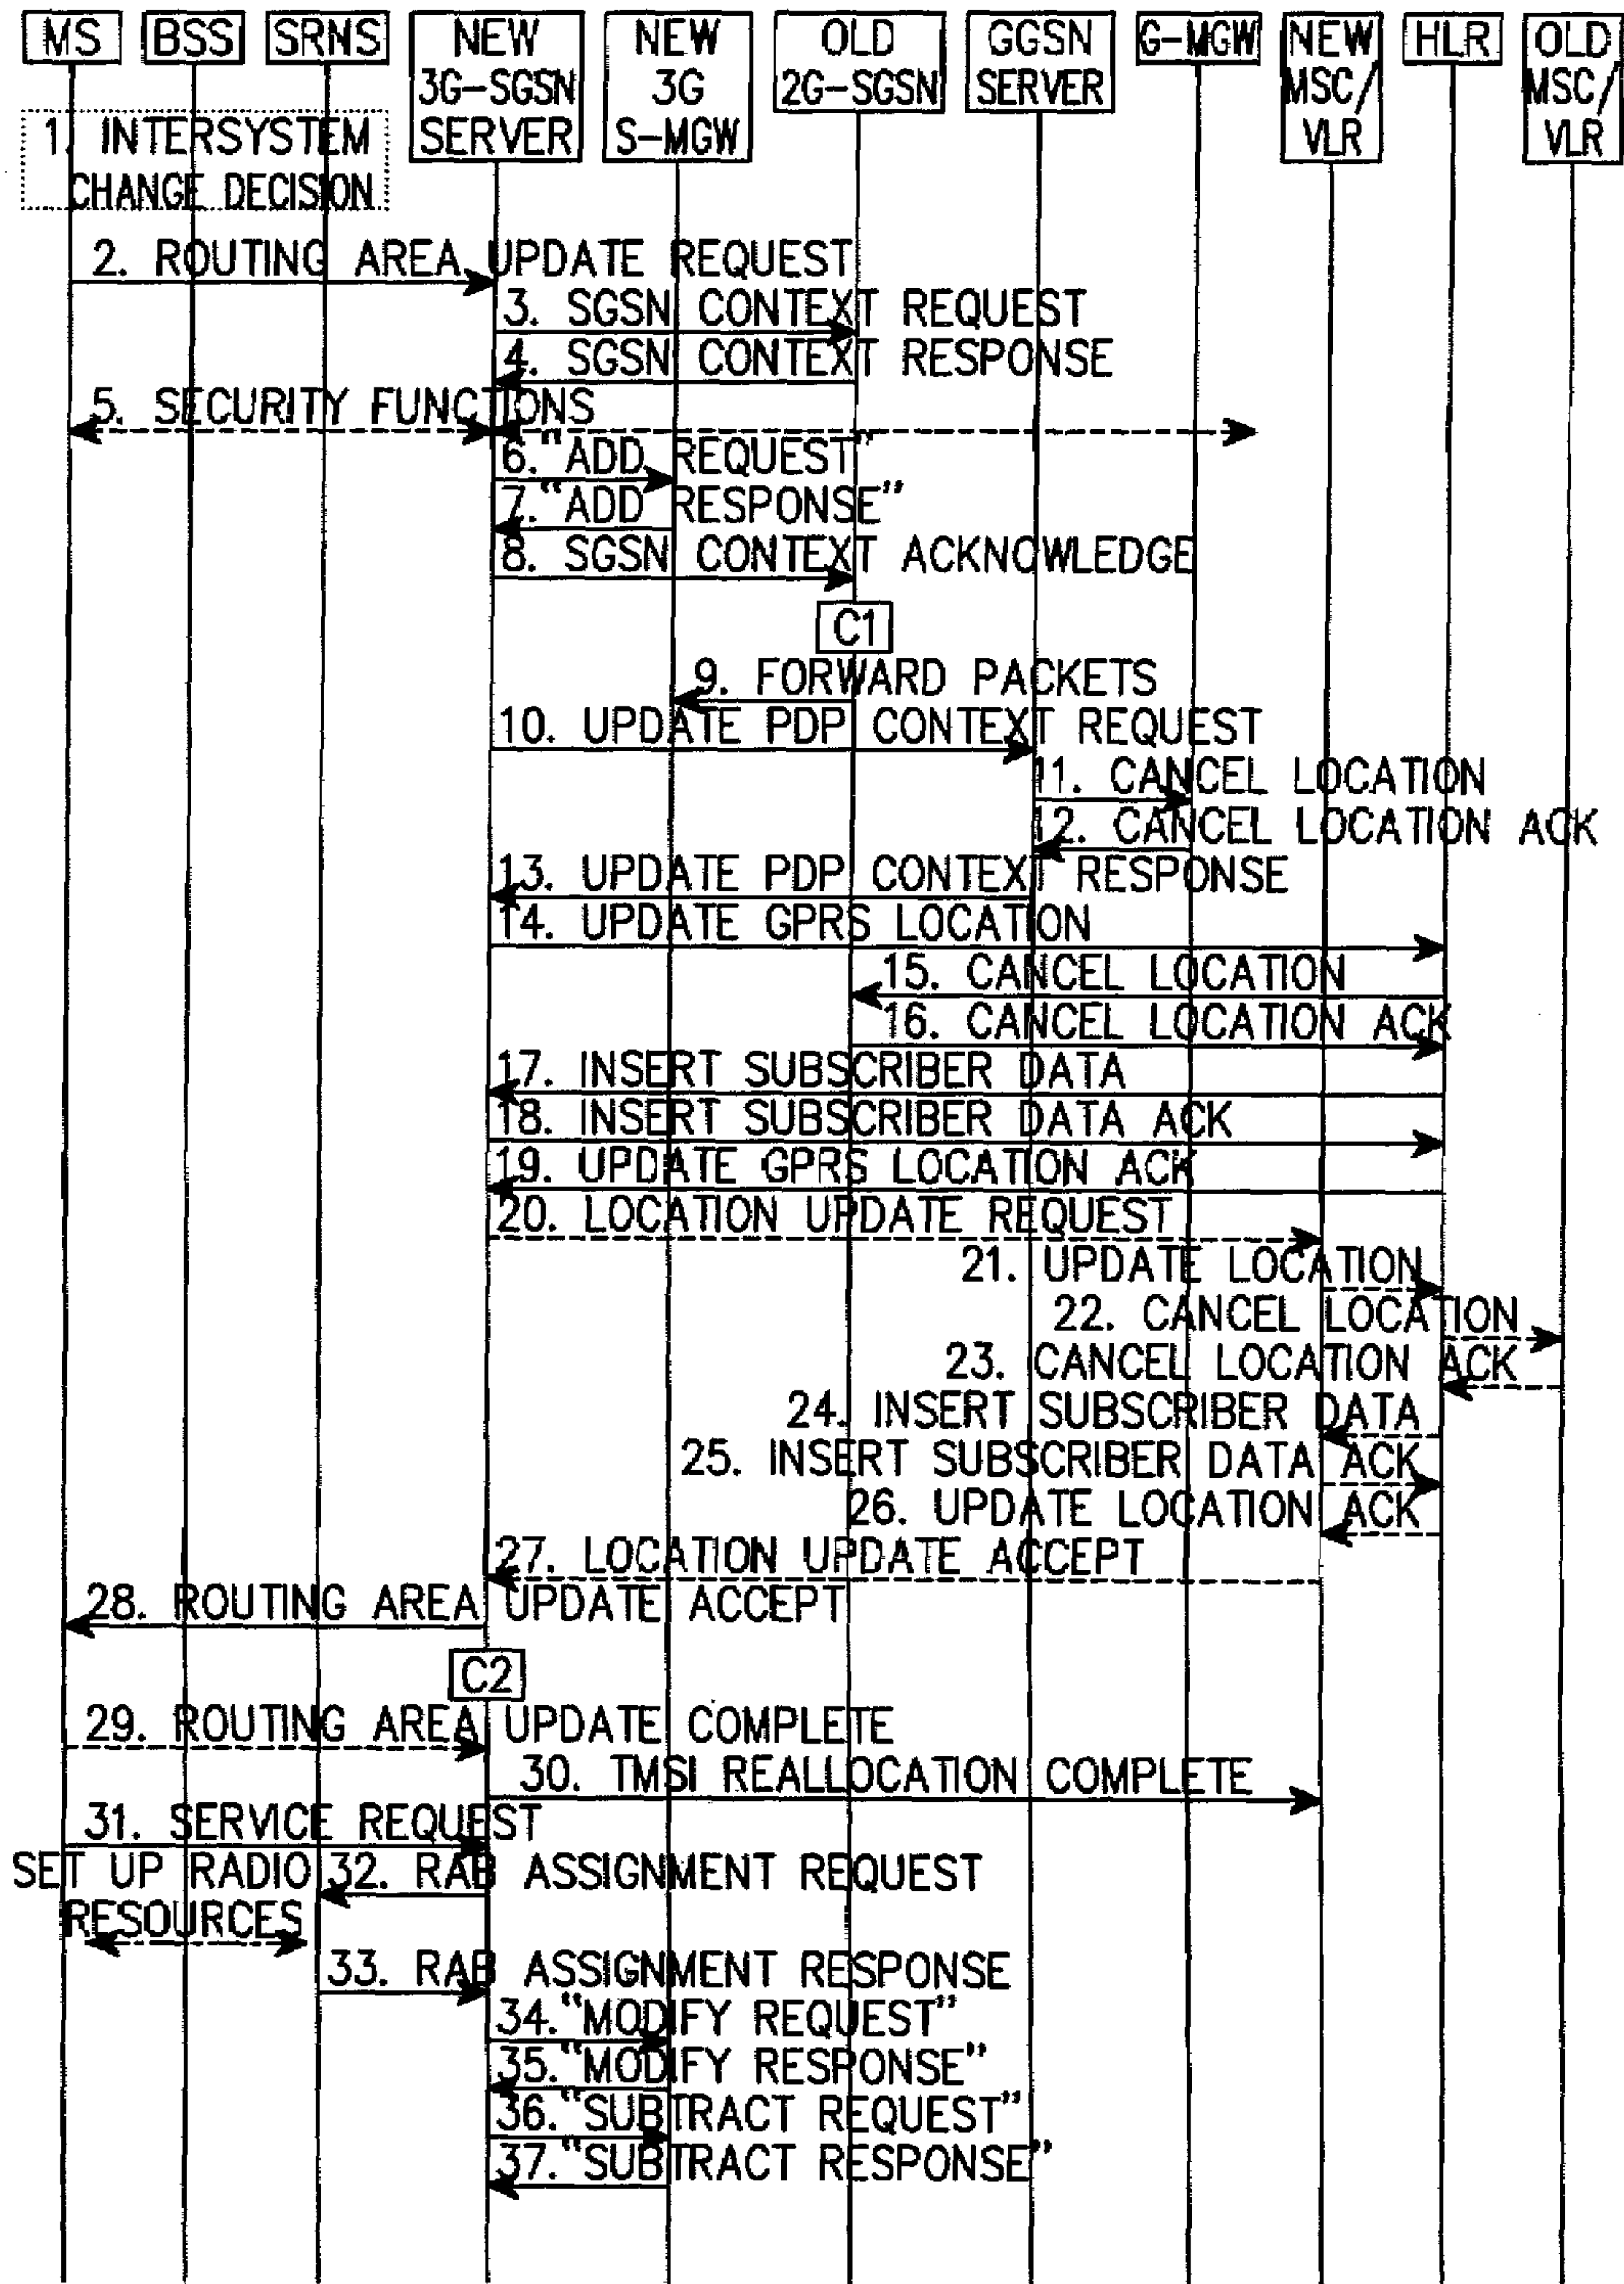 MS
BSS
SRNS
NEW
3G-SGSN
SERVER
NEW
3G
S-MGW
OLD
2G-SGSN
GGSN
SERVER
G-MGW
NEW
MSC/
VLR
HLR
OLD
MSC/
VLR
1. INTERSYSTEM
CHANGE DECISION
2. ROUTING AREA UPDATE REQUEST
3. SGSN CONTEXT REQUEST
4. SGSN CONTEXT RESPONSE
5. SECURITY FUNCTIONS
6."ADD REQUEST"
7."ADD RESPONSE"
8. SGSN CONTEXT ACKNOWLEDGE
C1
9. FORWARD PACKETS
10. UPDATE PDP CONTEXT REQUEST
11. CANCEL LOCATION
12. CANCEL LOCATION ACK
13. UPDATE PDP CONTEXT RESPONSE
14. UPDATE GPRS LOCATION
15. CANCEL LOCATION
16. CANCEL LOCATION ACK
17. INSERT SUBSCRIBER DATA
18. INSERT SUBSCRIBER DATA ACK
19. UPDATE GPRS LOCATION ACK
20. LOCATION UPDATE REQUEST
21. UPDATE LOCATION
22. CANCEL LOCATION
23. CANCEL LOCATION ACK
24. INSERT SUBSCRIBER DATA
25. INSERT SUBSCRIBER DATA ACK
26. UPDATE LOCATION ACK
27. LOCATION UPDATE ACCEPT
28. ROUTING AREA UPDATE ACCEPT
C2
29. ROUTING AREA UPDATE COMPLETE
30. TMSI REALLOCATION COMPLETE
31. SERVICE REQUEST
SET UP RADIO
RESOURCES
32. RAB ASSIGNMENT REQUEST
33. RAB ASSIGNMENT RESPONSE
34."MODIFY REQUEST"
35."MODIFY RESPONSE"
36."SUBTRACT REQUEST"
37."SUBTRACT RESPONSE"